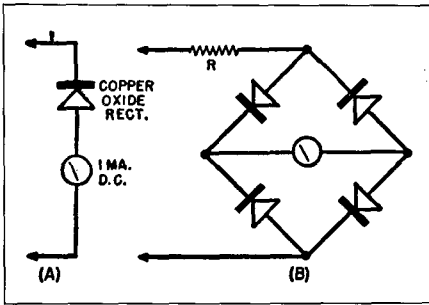 COPPER
OXIDE
RECT.
1 MA.
D.C.
(A)
R
(B)